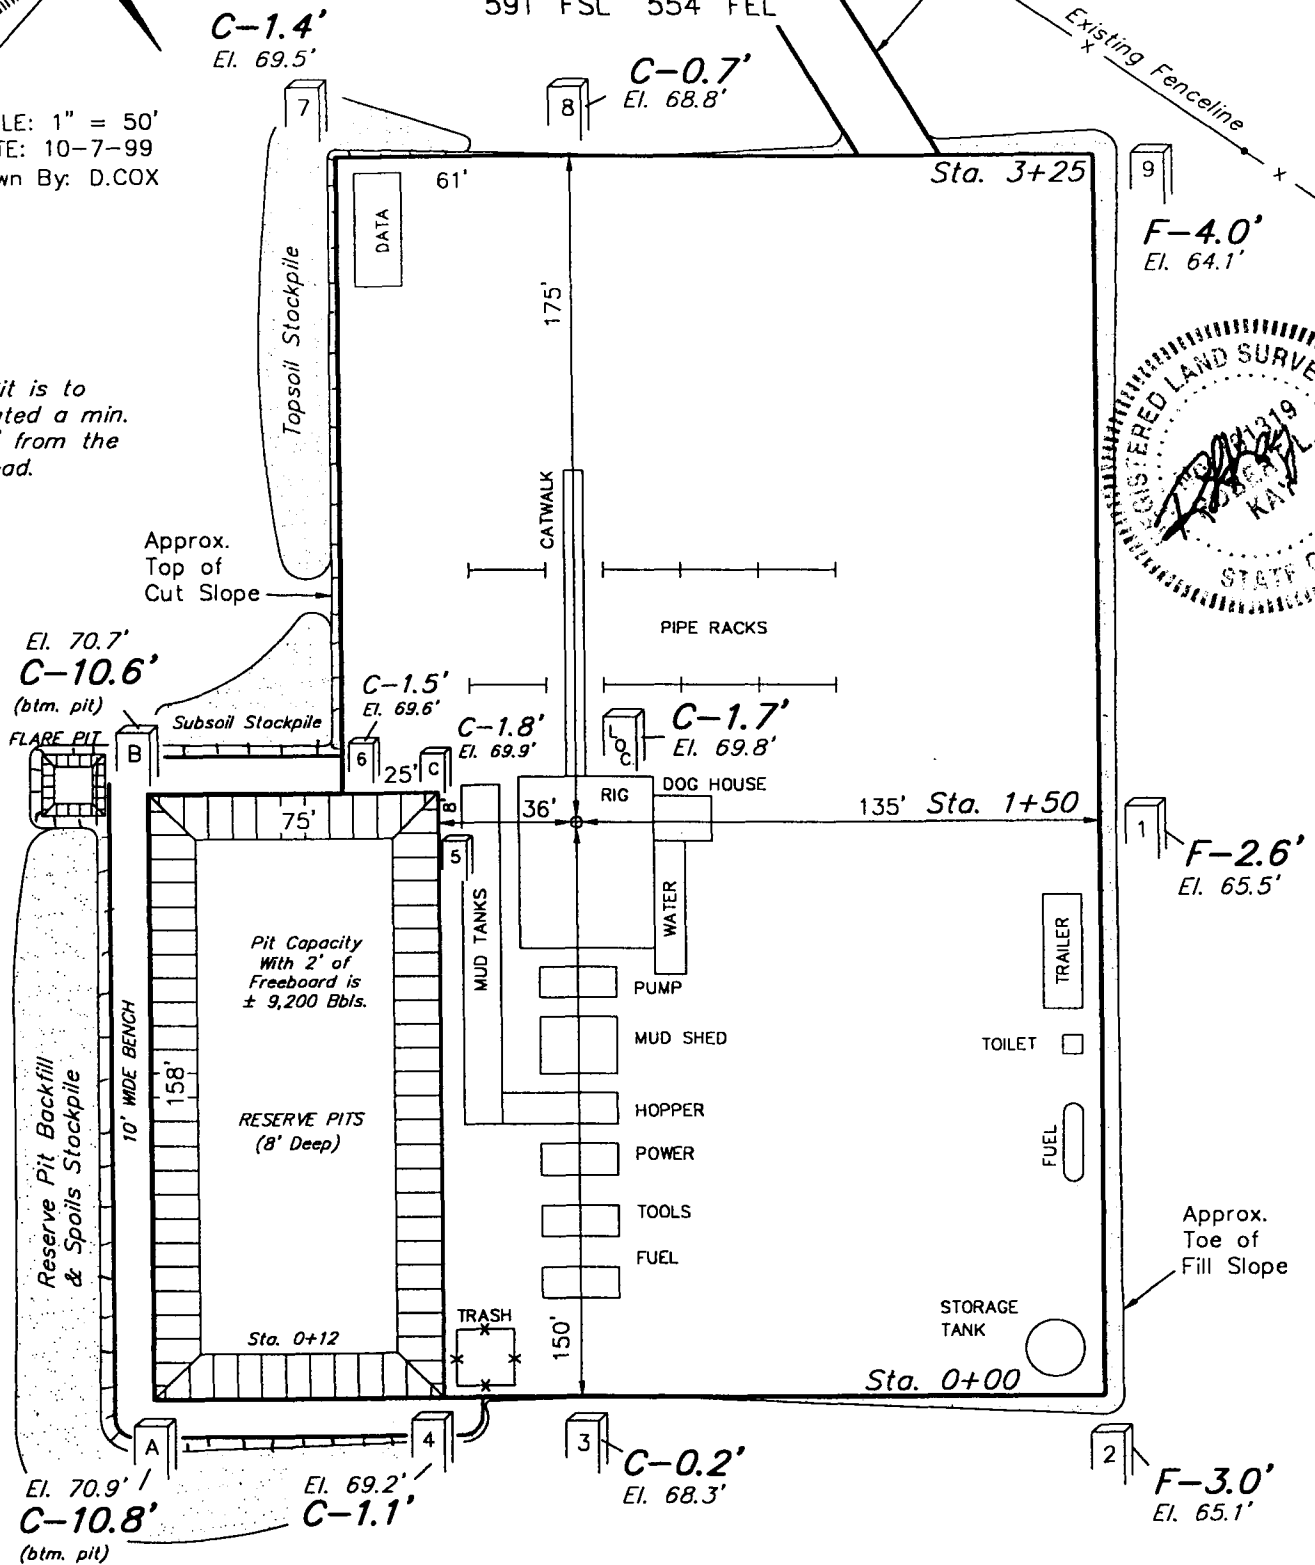 591' FSL 554' FEL
C-1.4'
El. 69.5'
C-0.7'
El. 68.8'
Existing Fenceline
x
x
7
8
9
LE: 1" = 50'
TE: 10-7-99
wn By: D.COX
61'
Sta. 3+25
F-4.0'
El. 64.1'
DATA
Topsoil Stockpile
175'
REGISTERED LAND SURVE
STATE O
KAY
it is to
ted a min.
from the
ad.
CATWALK
Approx.
Top of
Cut Slope
PIPE RACKS
El. 70.7'
C-10.6'
(btm. pit)
FLARE PIT
B
Subsoil Stockpile
C-1.5'
El. 69.6'
6
25'
C-1.8'
El. 69.9'
C
LOC.
C-1.7'
El. 69.8'
RIG
DOG HOUSE
75'
8'
36'
135'
Sta. 1+50
1
F-2.6'
El. 65.5'
5
MUD TANKS
WATER
TRAILER
Pit Capacity
With 2' of
Freeboard is
± 9,200 Bbls.
PUMP
MUD SHED
TOILET
10' WIDE BENCH
158'
Reserve Pit Backfill
& Spoils Stockpile
RESERVE PITS
(8' Deep)
HOPPER
POWER
FUEL
TOOLS
FUEL
Approx.
Toe of
Fill Slope
TRASH
STORAGE
TANK
Sta. 0+12
150'
Sta. 0+00
A
4
3
2
El. 70.9'
C-10.8'
(btm. pit)
El. 69.2'
C-1.1'
C-0.2'
El. 68.3'
F-3.0'
El. 65.1'